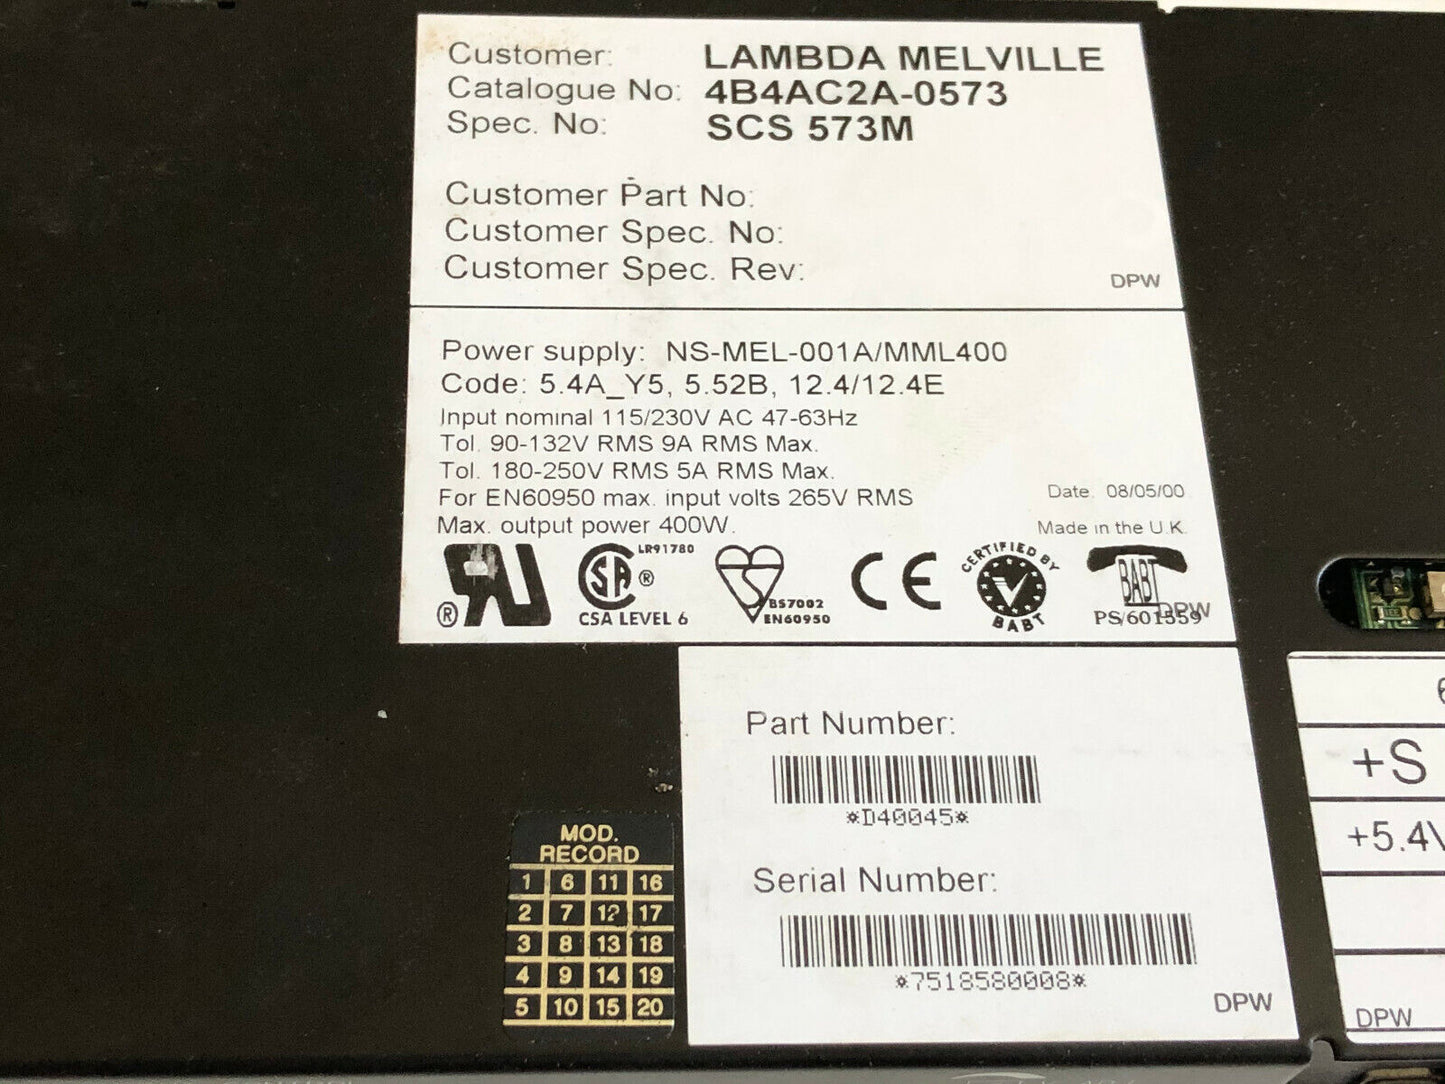 Customer: LAMBDA MELVILLE
Catalogue No: 4B4AC2A-0573
Spec. No: SCS 573M
Customer Part No:
Customer Spec. No:
Customer Spec. Rev:
DPW
Power supply: NS-MEL-001A/MML400
Code: 5.4A_Y5, 5.52B, 12.4/12.4E
Input nominal 115/230V AC 47-63Hz
Tol. 90-132V RMS 9A RMS Max.
Tol. 180-250V RMS 5A RMS Max.
For EN60950 max. input volts 265V RMS
Max. output power 400W.
Date. 08/05/00
Made in the U.K.
LR91780
SA ®
CSA LEVEL 6
®
BS7002
EN60950
CE
CERTIFIED BY
BABT
BABT
DPW
PS/601559
Part Number:
*D40045*
Serial Number:
*7518580008*
DPW
MOD.
RECORD
1 6 11 16
2 7 12 17
3 8 13 18
4 9 14 19
5 10 15 20
+S
+5.4V
DPW